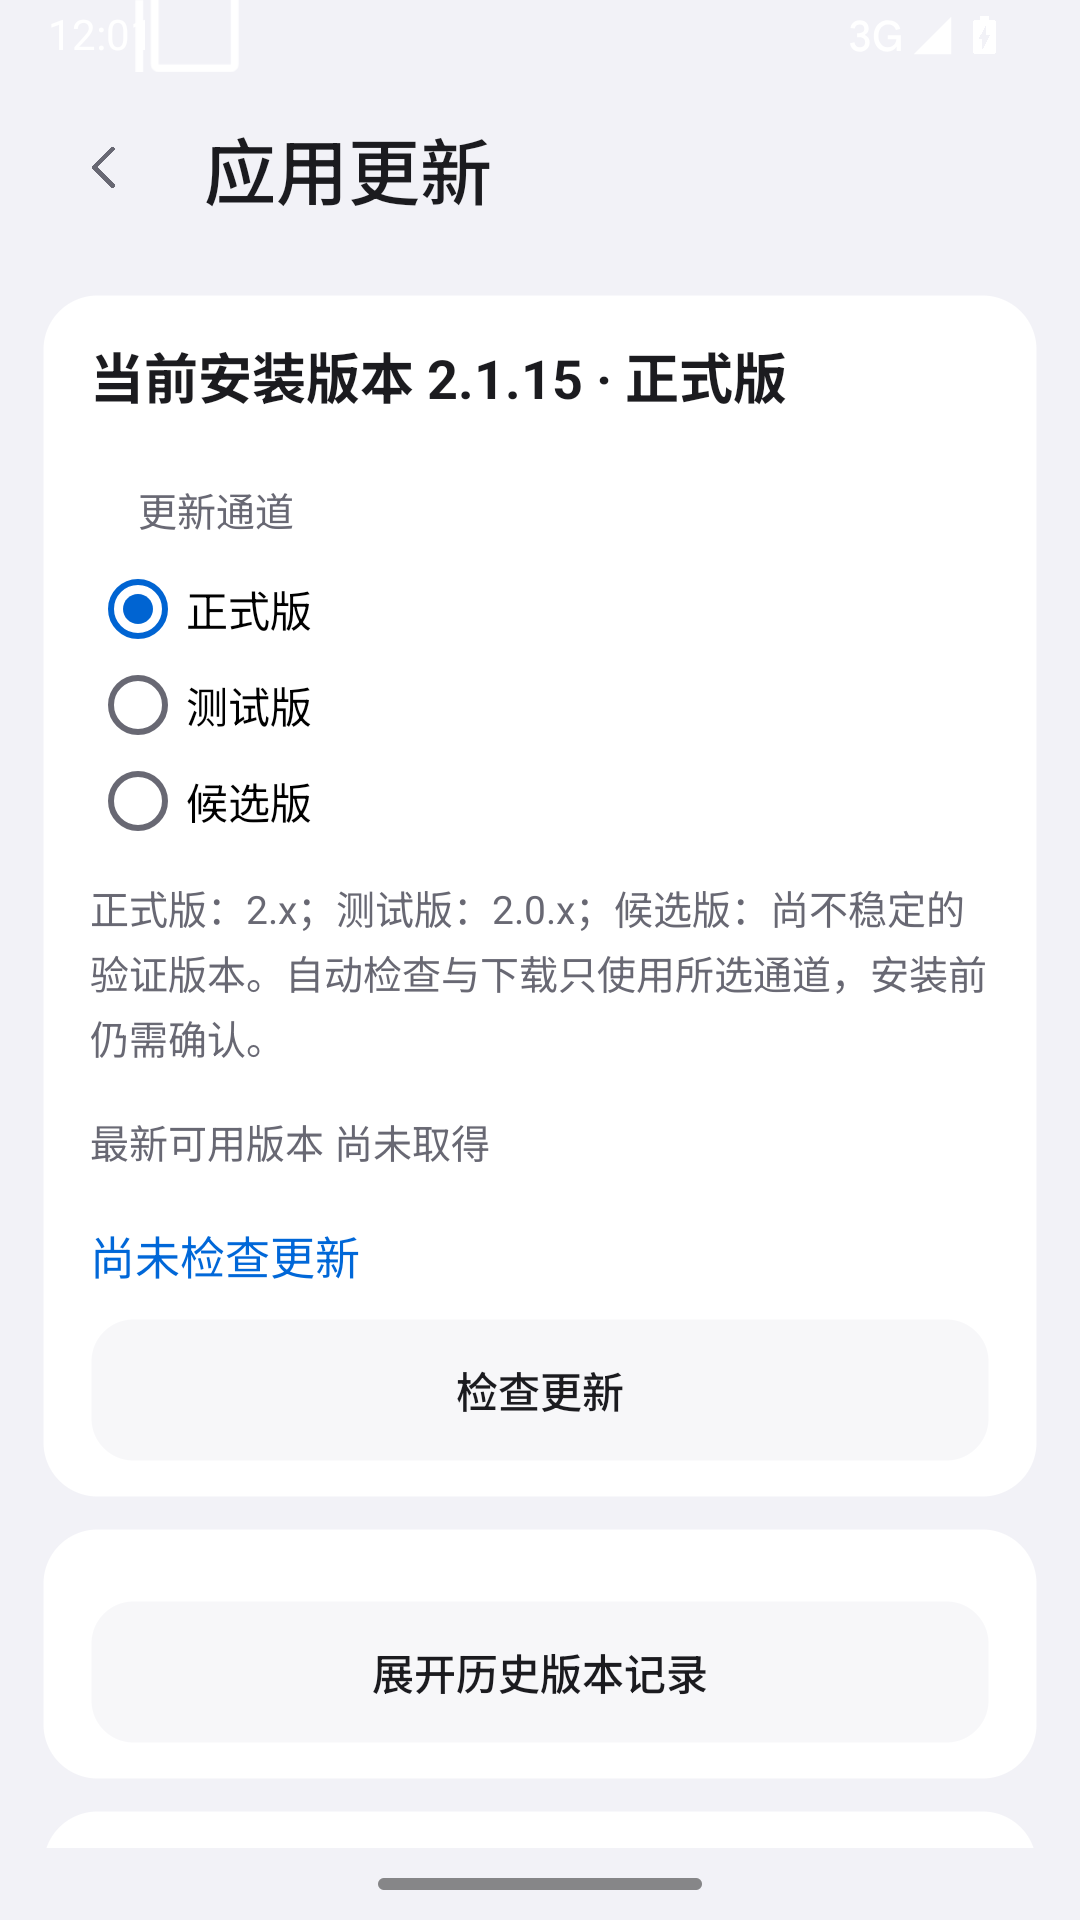 3G
应用更新
当前安装版本 2.1.15 · 正式版
更新通道
正式版
测试版
候选版
正式版：2.x；测试版：2.0.x；候选版：尚不稳定的
验证版本。自动检查与下载只使用所选通道，安装前
仍需确认。
最新可用版本 尚未取得
尚未检查更新
检查更新
展开历史版本记录